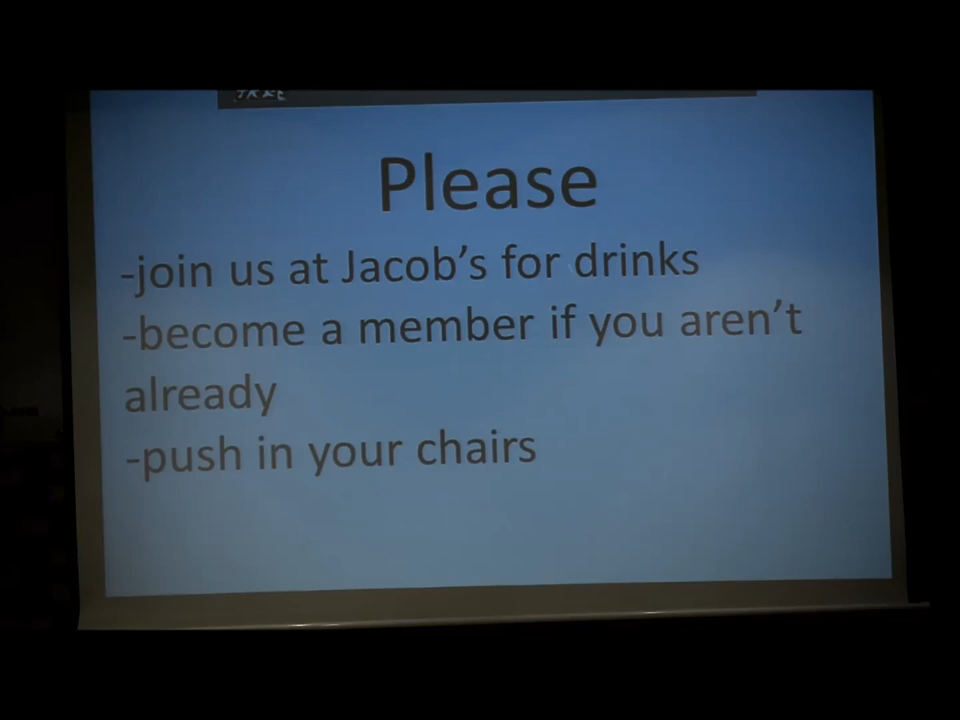 Please
-join us at Jacob's for drinks
-become a member if you aren't
already
-push in your chairs